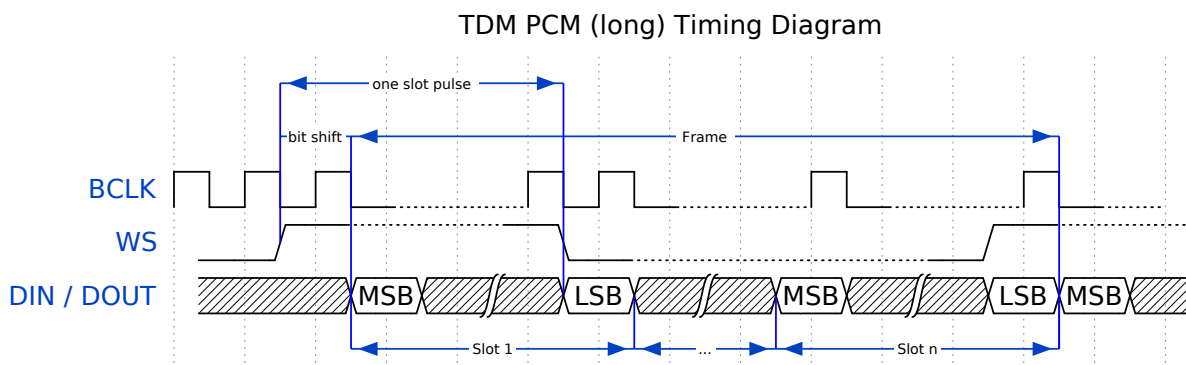 TDM PCM (long) Timing Diagram
one slot pulse
bit shift
Frame
BCLK
WS
DIN / DOUT
MSB
LSB
MSB
LSB
MSB
Slot 1
...
Slot n